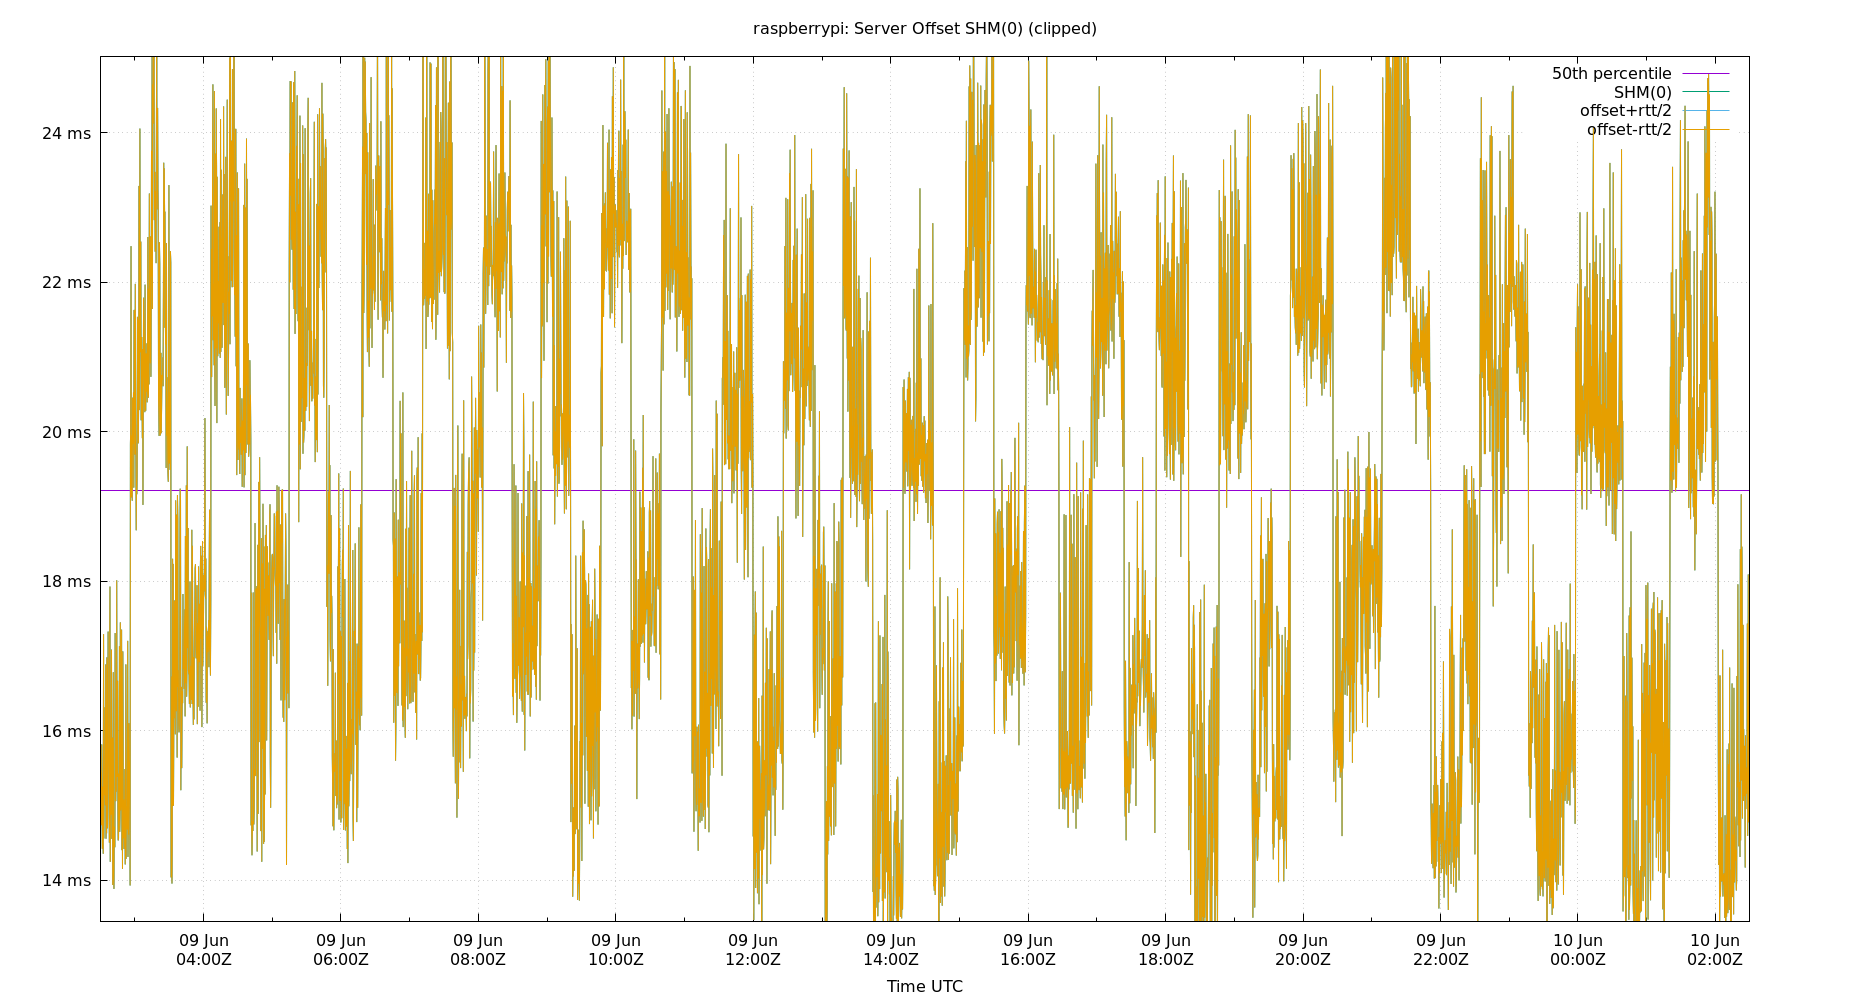 raspberrypi: Server Offset SHM(0) (clipped)
50th percentile
SHM(0)
offset+rtt/2
offset-rtt/2
24 ms
22 ms
20 ms
18 ms
16 ms
14 ms
09 Jun 09 Jun 09 Jun 09 Jun 09 Jun 09 Jun 09 Jun 09 Jun 09 Jun 09 Jun 10 Jun 10 Jun
04:00Z 06:00Z 08:00Z 10:00Z 12:00Z 14:00Z 16:00Z 18:00Z 20:00Z 22:00Z 00:00Z 02:00Z
Time UTC